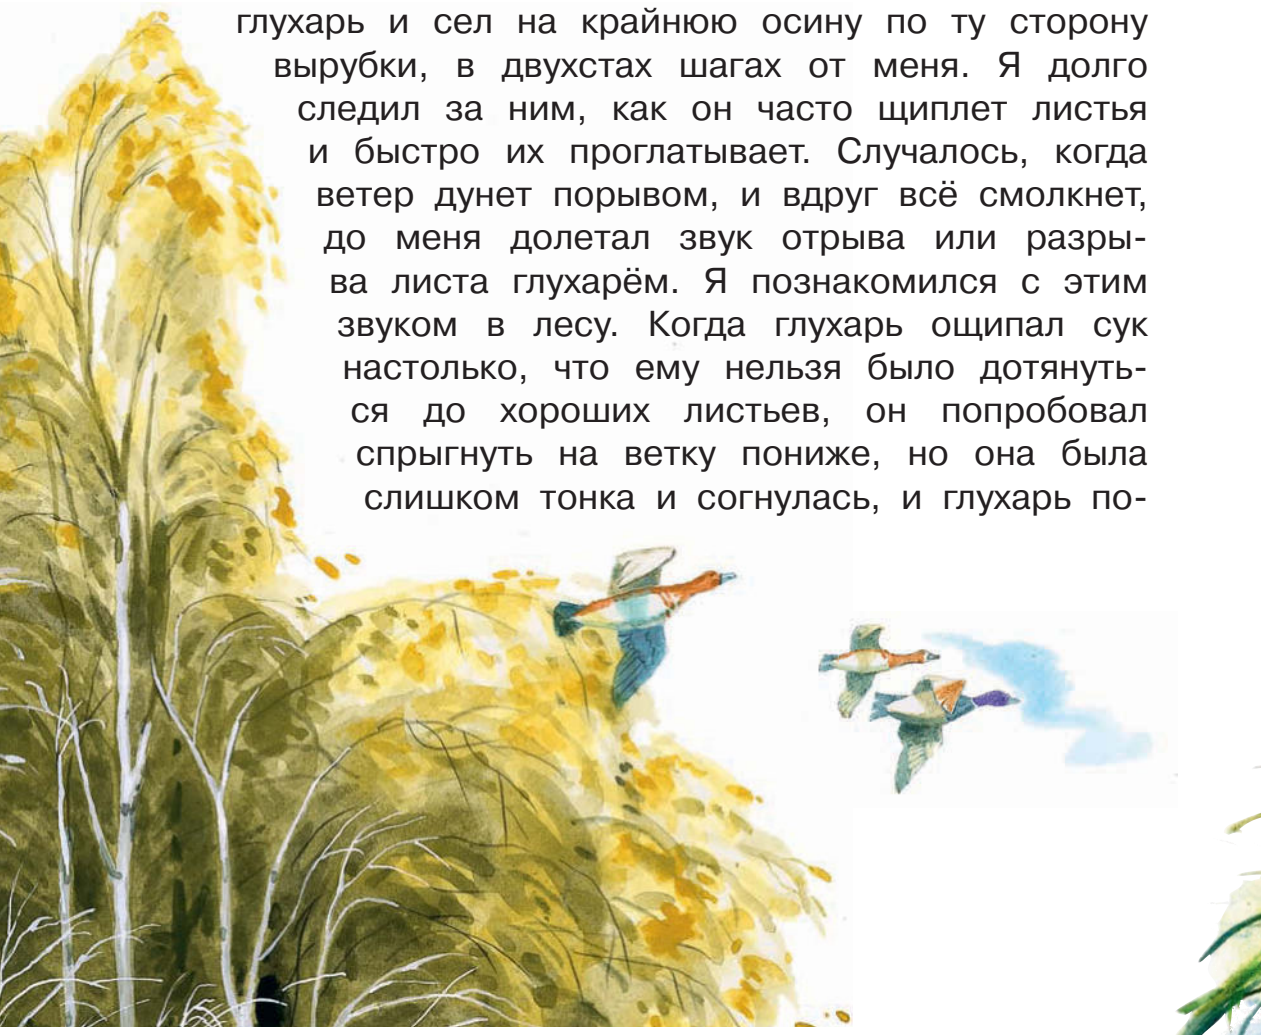 глухарь и сел на крайнюю осину по ту сторону
вырубки, в двухстах шагах от меня. Я долго
следил за ним, как он часто щиплет листья
и быстро их проглатывает. Случалось, когда
ветер дунет порывом, и вдруг всё смолкнет,
до меня долетал звук отрыва или разры-
ва листа глухарём. Я познакомился с этим
звуком в лесу. Когда глухарь ощипал сук
настолько, что ему нельзя было дотянуть-
ся до хороших листьев, он попробовал
спрыгнуть на ветку пониже, но она была
слишком тонка и согнулась, и глухарь по-